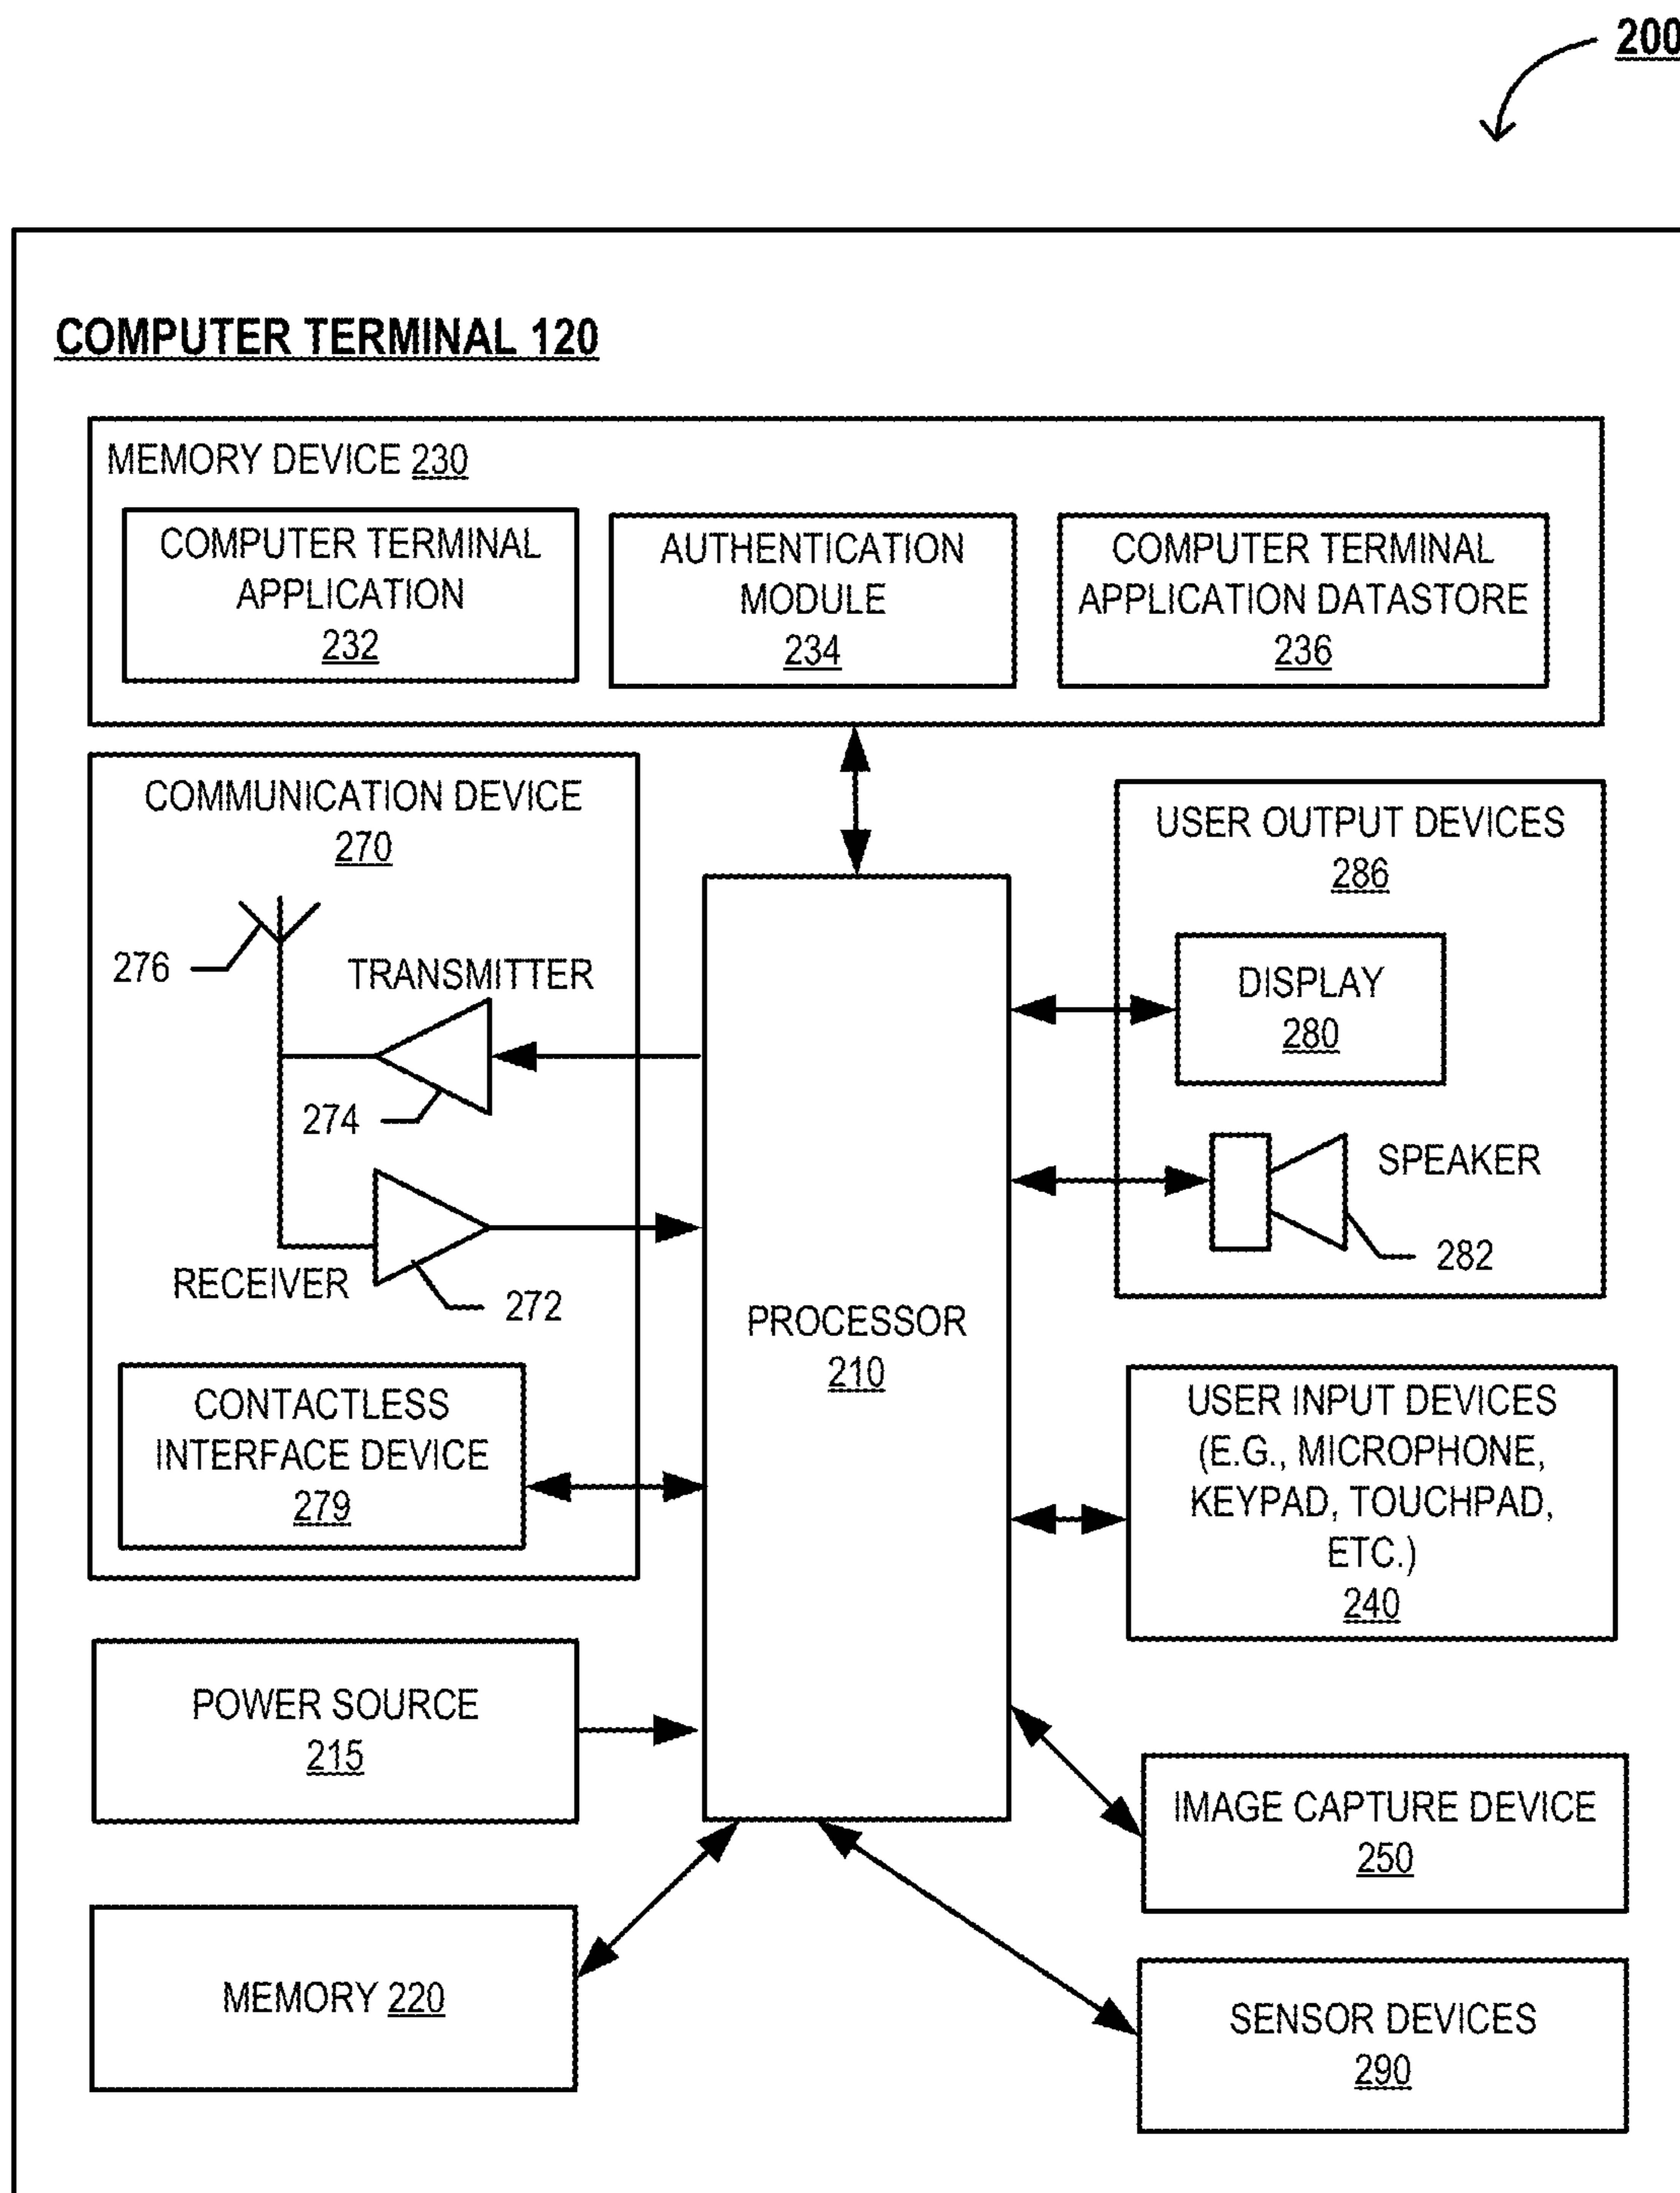 200
COMPUTER TERMINAL 120
MEMORY DEVICE 230
COMPUTER TERMINAL
APPLICATION
232
AUTHENTICATION
MODULE
234
COMPUTER TERMINAL
APPLICATION DATASTORE
236
COMMUNICATION DEVICE
270
276
TRANSMITTER
274
RECEIVER
272
CONTACTLESS
INTERFACE DEVICE
279
PROCESSOR
210
USER OUTPUT DEVICES
286
DISPLAY
280
SPEAKER
282
USER INPUT DEVICES
(E.G., MICROPHONE,
KEYPAD, TOUCHPAD,
ETC.)
240
POWER SOURCE
215
IMAGE CAPTURE DEVICE
250
MEMORY 220
SENSOR DEVICES
290